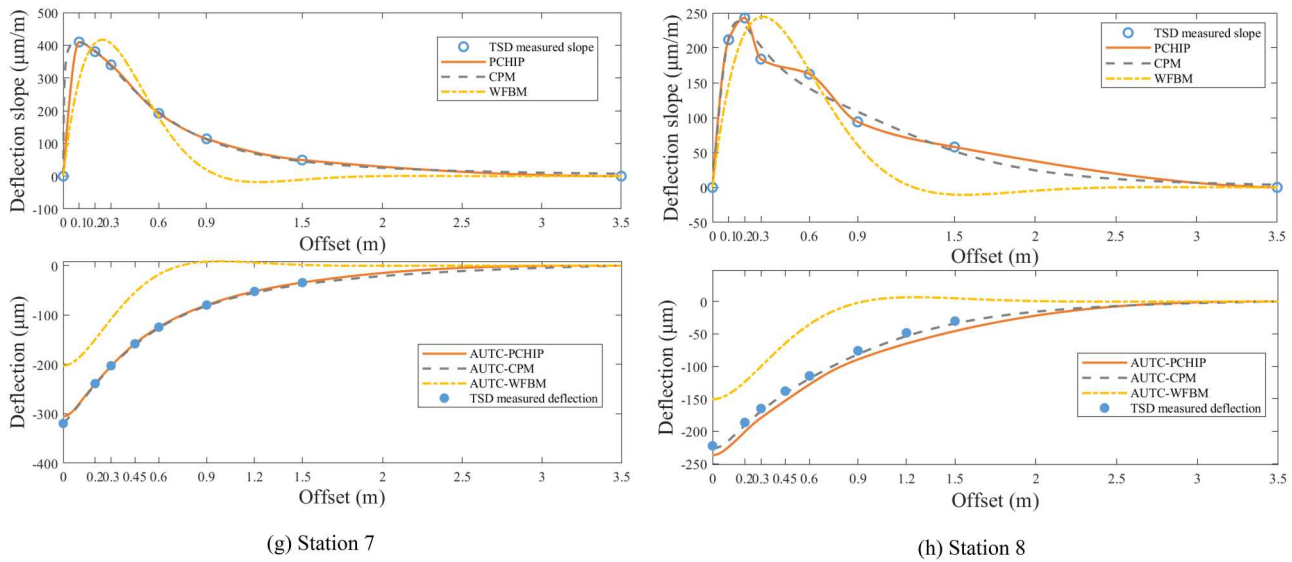 500
400
300
200
100
0
-100
Deflection slope (μm/m)
TSD measured slope
PCHIP
CPM
WFBM
0 0.1 0.2 0.3 0.6 0.9 1.5 2 2.5 3 3.5
Offset (m)
0
-100
-200
-300
-400
Deflection (μm)
AUTC-PCHIP
AUTC-CPM
AUTC-WFBM
TSD measured deflection
0 0.2 0.3 0.45 0.6 0.9 1.2 1.5 2 2.5 3 3.5
Offset (m)
(g) Station 7
250
200
150
100
50
0
-50
Deflection slope (μm/m)
TSD measured slope
PCHIP
CPM
WFBM
0 0.1 0.2 0.3 0.6 0.9 1.5 2 2.5 3 3.5
Offset (m)
0
-50
-100
-150
-200
-250
Deflection (μm)
AUTC-PCHIP
AUTC-CPM
AUTC-WFBM
TSD measured deflection
0 0.2 0.3 0.45 0.6 0.9 1.2 1.5 2 2.5 3 3.5
Offset (m)
(h) Station 8